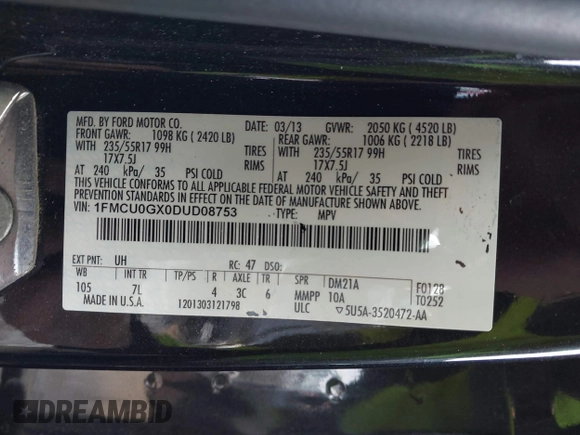 MFD. BY FORD MOTOR CO. 03/13 GVWR: 2050 KG (4520 LB)
FRONT GAWR: 1098 KG (2420 LB) REAR GAWR: 1006 KG (2218 LB)
WITH 235/55R17 99H TIRES WITH 235/55R17 99H TIRES
17X7.5J RIMS 17X7.5J RIMS
AT 240 kPa/ 35 PSI COLD AT 240 kPa/ 35 PSI COLD
THIS VEHICLE CONFORMS TO ALL APPLICABLE FEDERAL MOTOR VEHICLE SAFETY AND THEFT
PREVENTION STANDARDS IN EFFECT ON THE DATE OF MANUFACTURE SHOWN ABOVE.
VIN: 1FMCU0GX0DUD08753 TYPE: MPV
EXT PNT: UH RC: 47 DSO:
WB INT TR TP/PS R AXLE TR SPR DM21A F0128
105 7L 4 3C 6 MMPP 10A T0252
MADE IN U.S.A. 1201303121798 ULC ▽5U5A-3520472-AA
DREAMBID